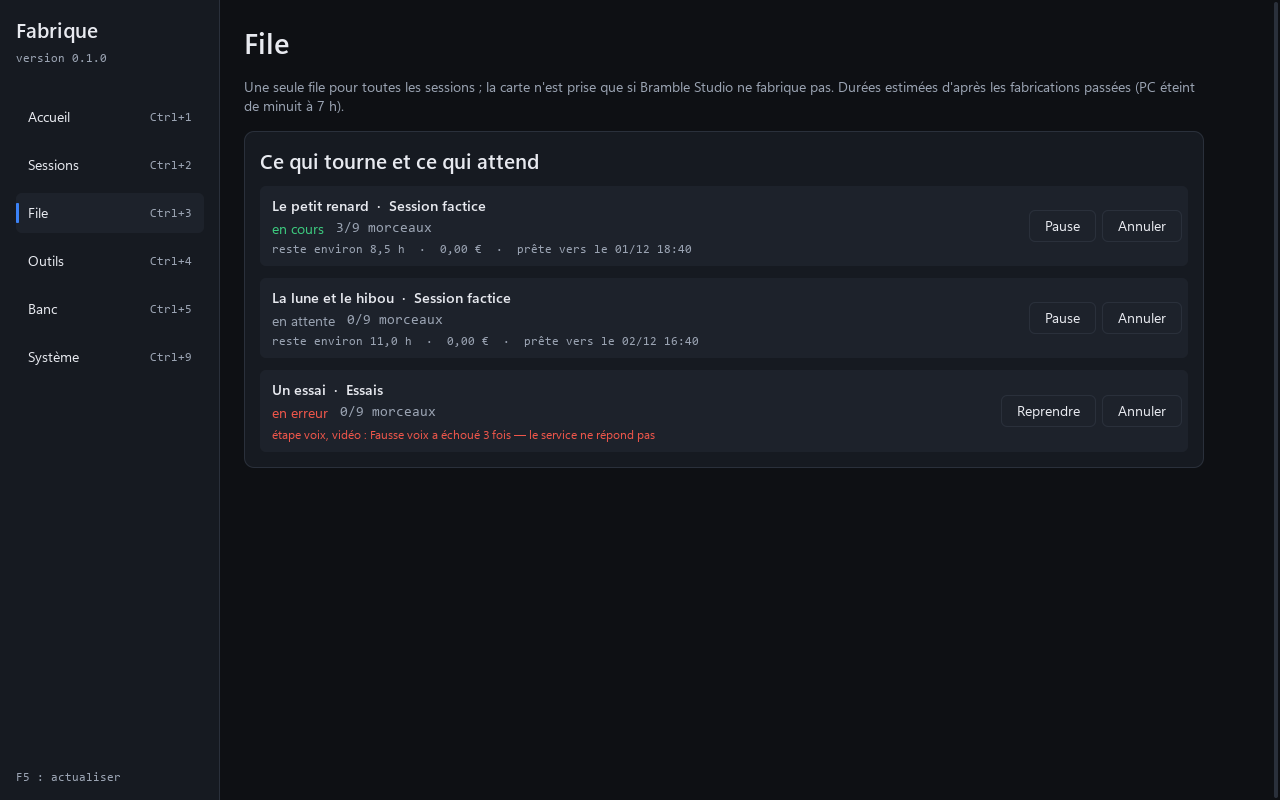 Fabrique
version 0.1.0
Accueil Ctrl+1
Sessions Ctrl+2
File Ctrl+3
Outils Ctrl+4
Banc Ctrl+5
Système Ctrl+9
F5 : actualiser
File
Une seule file pour toutes les sessions ; la carte n'est prise que si Bramble Studio ne fabrique pas. Durées estimées d'après les fabrications passées (PC éteint
de minuit à 7 h).
Ce qui tourne et ce qui attend
Le petit renard · Session factice
en cours 3/9 morceaux
reste environ 8,5 h · 0,00 € · prête vers le 01/12 18:40
Pause Annuler
La lune et le hibou · Session factice
en attente 0/9 morceaux
reste environ 11,0 h · 0,00 € · prête vers le 02/12 16:40
Pause Annuler
Un essai · Essais
en erreur 0/9 morceaux
étape voix, vidéo : Fausse voix a échoué 3 fois — le service ne répond pas
Reprendre Annuler